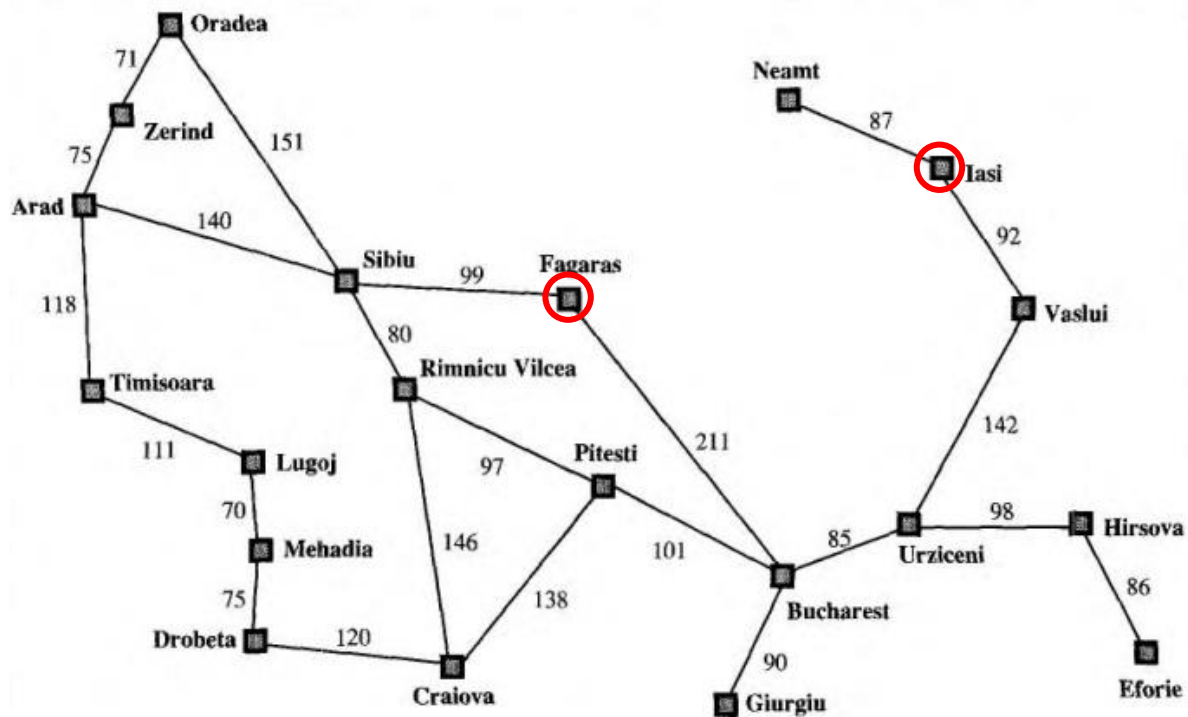 Oradea
71
Neamt
87
Zerind
151
75
Iasi
Arad
140
92
Sibiu
99
Fagaras
118
80
Vaslui
Rimnicu Vilcea
Timisoara
142
211
111
Lugoj
97
Pitesti
70
98
Hirsova
Mehadia
146
101
85
Urziceni
86
75
138
Bucharest
Drobeta
120
90
Craiova
Giurgiu
Eforie